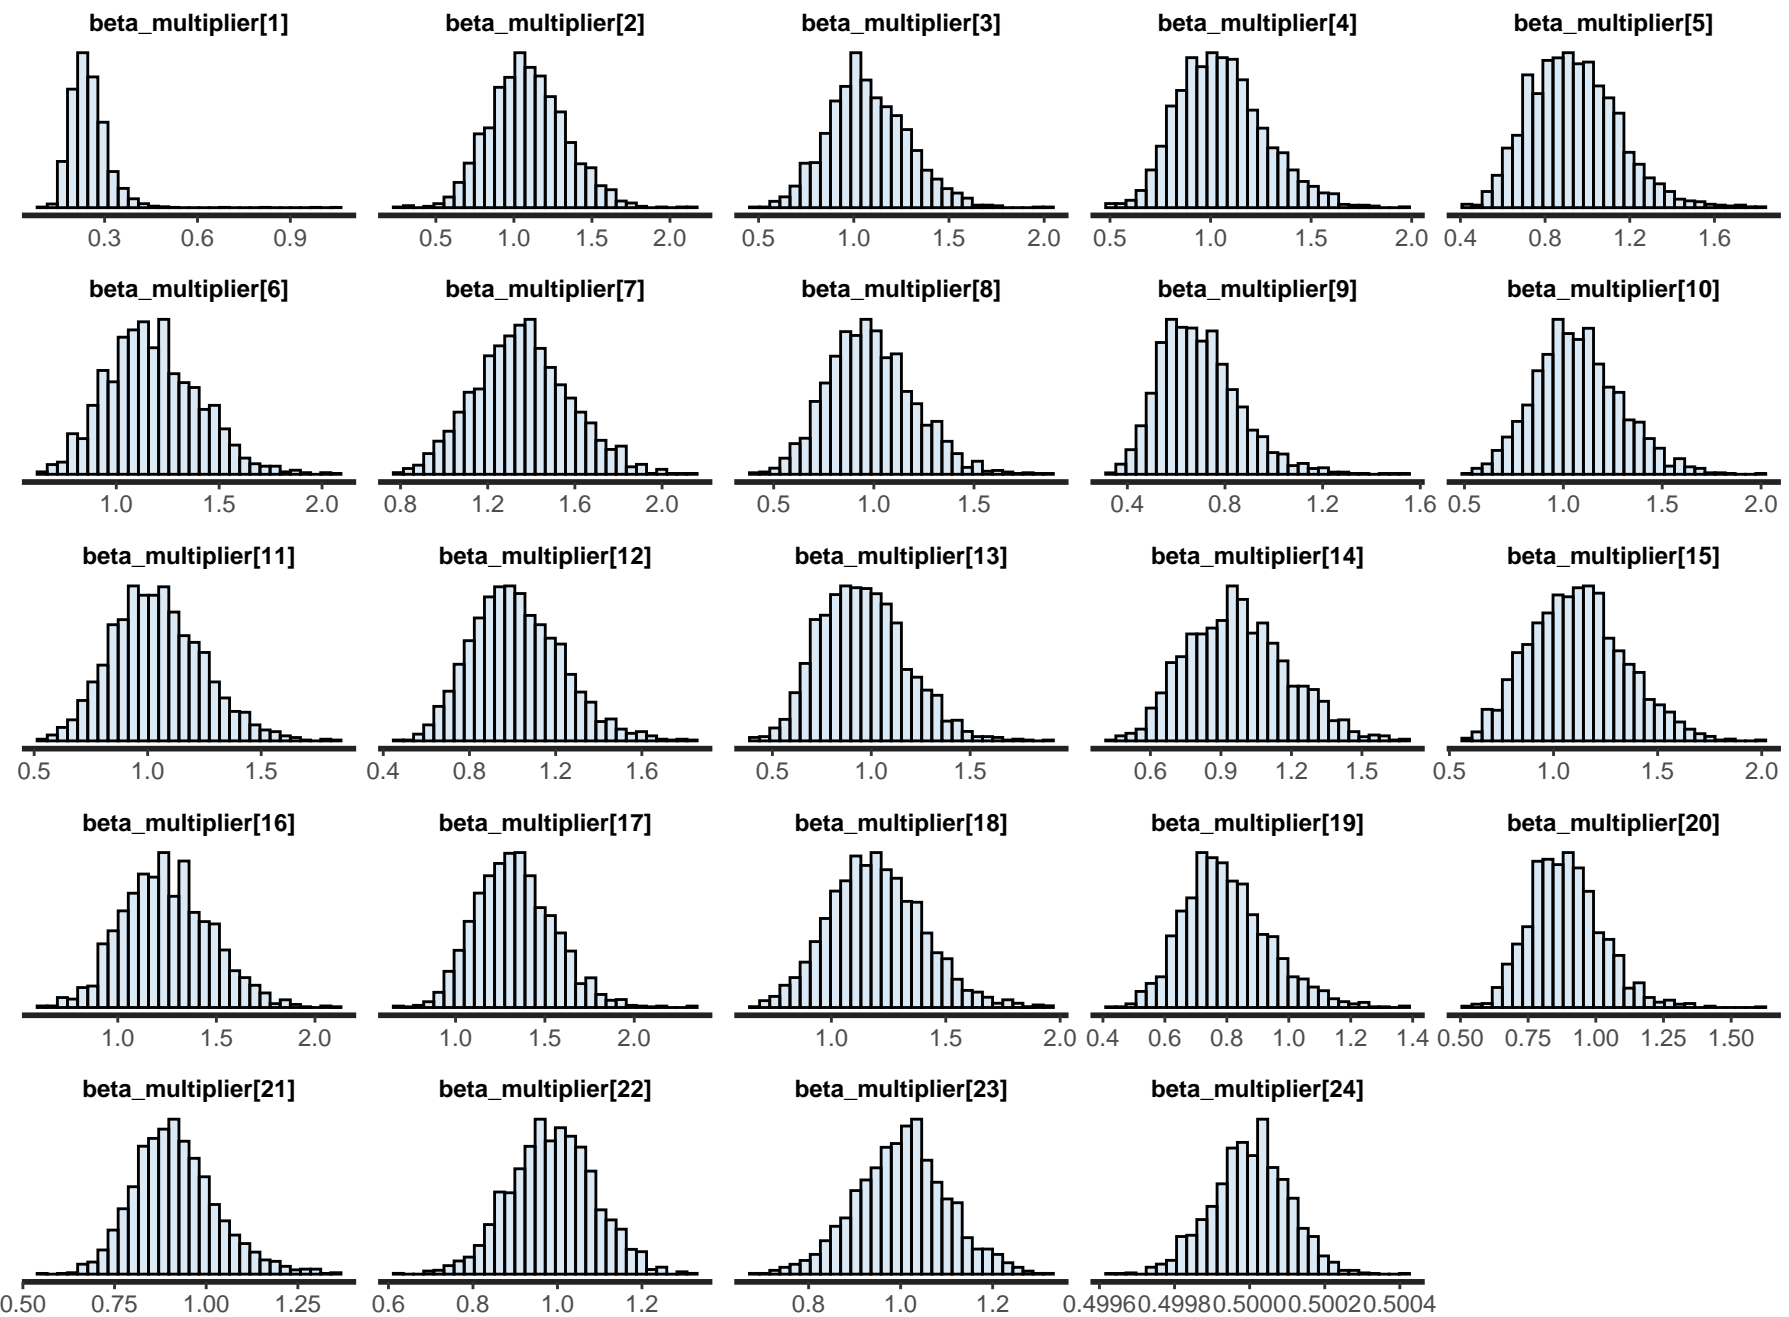 beta_multiplier[1] beta_multiplier[2] beta_multiplier[3] beta_multiplier[4] beta_multiplier[5]
0.3 0.6 0.9 0.5 1.0 1.5 2.0 0.5 1.0 1.5 2.0 0.5 1.0 1.5 2.0 0.4 0.8 1.2 1.6
beta_multiplier[6] beta_multiplier[7] beta_multiplier[8] beta_multiplier[9] beta_multiplier[10]
1.0 1.5 2.0 0.8 1.2 1.6 2.0 0.5 1.0 1.5 0.4 0.8 1.2 1.6 0.5 1.0 1.5 2.0
beta_multiplier[11] beta_multiplier[12] beta_multiplier[13] beta_multiplier[14] beta_multiplier[15]
0.5 1.0 1.5 0.4 0.8 1.2 1.6 0.5 1.0 1.5 0.6 0.9 1.2 1.5 0.5 1.0 1.5 2.0
beta_multiplier[16] beta_multiplier[17] beta_multiplier[18] beta_multiplier[19] beta_multiplier[20]
1.0 1.5 2.0 1.0 1.5 2.0 1.0 1.5 2.0 0.4 0.6 0.8 1.0 1.2 1.4 0.50 0.75 1.00 1.25 1.50
beta_multiplier[21] beta_multiplier[22] beta_multiplier[23] beta_multiplier[24]
0.50 0.75 1.00 1.25 0.6 0.8 1.0 1.2 0.8 1.0 1.2 0.4996 0.4998 0.5000 0.5002 0.5004